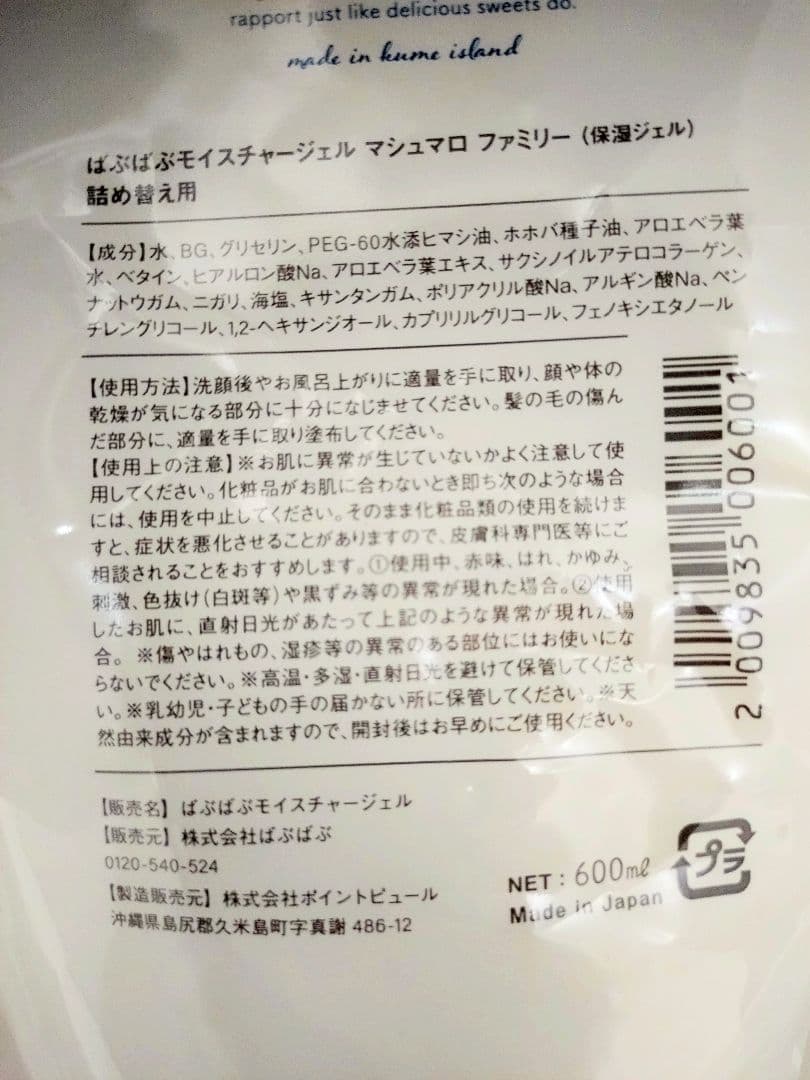 rapport just like delicious sweets do.
made in kume island
ばぶばぶモイスチャージェル マシュマロ ファミリー（保湿ジェル）
詰め替え用
【成分】水、BG、グリセリン、PEG-60水添ヒマシ油、ホホバ種子油、アロエベラ葉
水、ベタイン、ヒアルロン酸Na、アロエベラ葉エキス、サクシノイルアテロコラーゲン、
ナットウガム、ニガリ、海塩、キサンタンガム、ポリアクリル酸Na、アルギン酸Na、ペン
チレングリコール、1,2-ヘキサンジオール、カプリリルグリコール、フェノキシエタノール
【使用方法】洗顔後やお風呂上がりに適量を手に取り、顔や体の
乾燥が気になる部分に十分になじませてください。髪の毛の傷ん
だ部分に、適量を手に取り塗布してください。
【使用上の注意】※お肌に異常が生じていないかよく注意して使
用してください。化粧品がお肌に合わないとき即ち次のような場合
には、使用を中止してください。そのまま化粧品類の使用を続けま
すと、症状を悪化させることがありますので、皮膚科専門医等にご
相談されることをおすすめします。①使用中、赤味、はれ、かゆみ、
刺激、色抜け（白斑等）や黒ずみ等の異常が現れた場合。②使用
したお肌に、直射日光があたって上記のような異常が現れた場
合。 ※傷やはれもの、湿疹等の異常のある部位にはお使いにな
らないでください。※高温・多湿・直射日光を避けて保管してくださ
い。※乳幼児・子どもの手の届かない所に保管してください。※天
然由来成分が含まれますので、開封後はお早めにご使用ください。
2 009835 006001
【販売名】ばぶばぶモイスチャージェル
【販売元】株式会社ばぶばぶ
0120-540-524
【製造販売元】株式会社ポイントピュール
沖縄県島尻郡久米島町字真謝 486-12
NET：600ml
Made in Japan
プラ